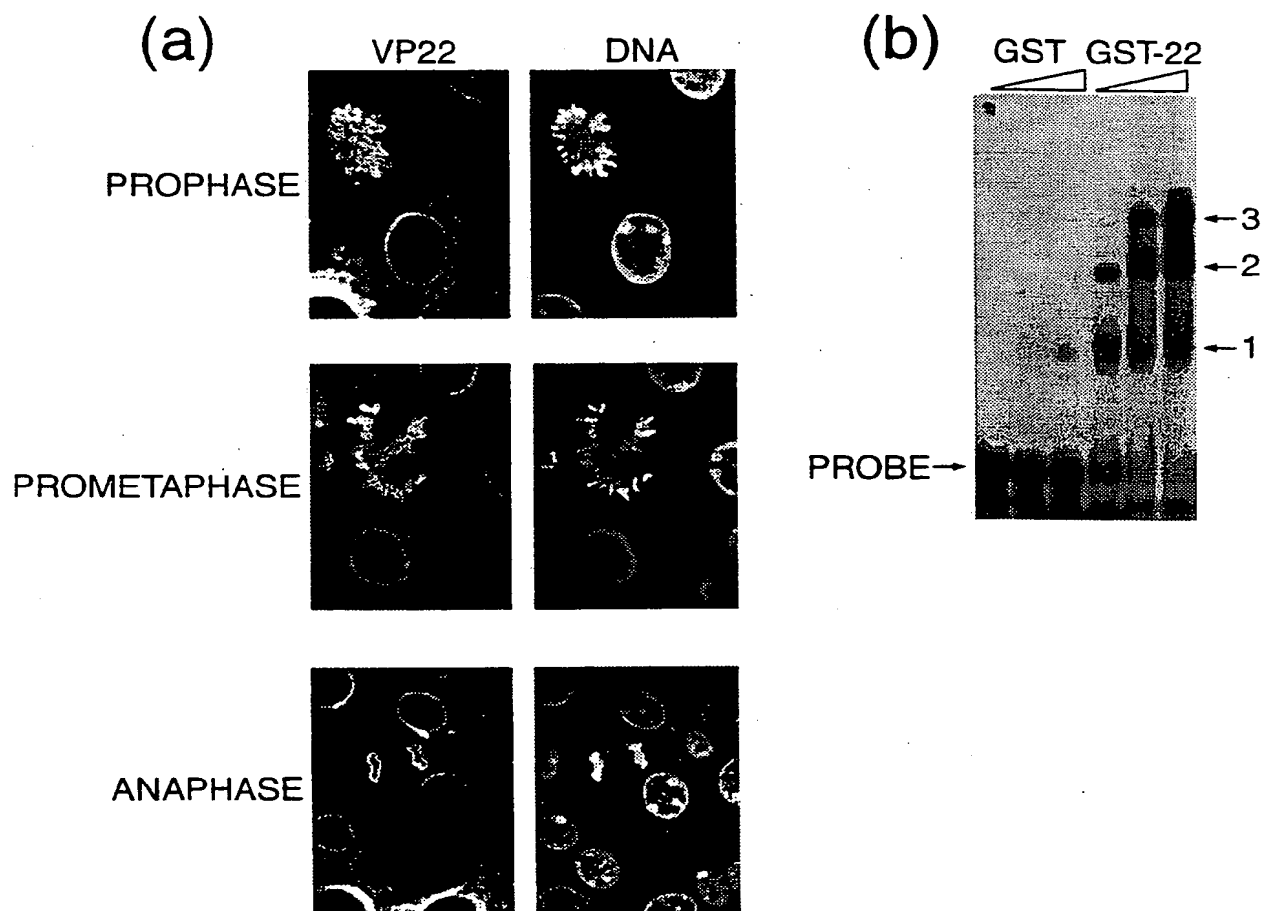 (a)
VP22 DNA
PROPHASE
PROMETAPHASE
ANAPHASE
(b)
GST GST-22
3
2
1
PROBE